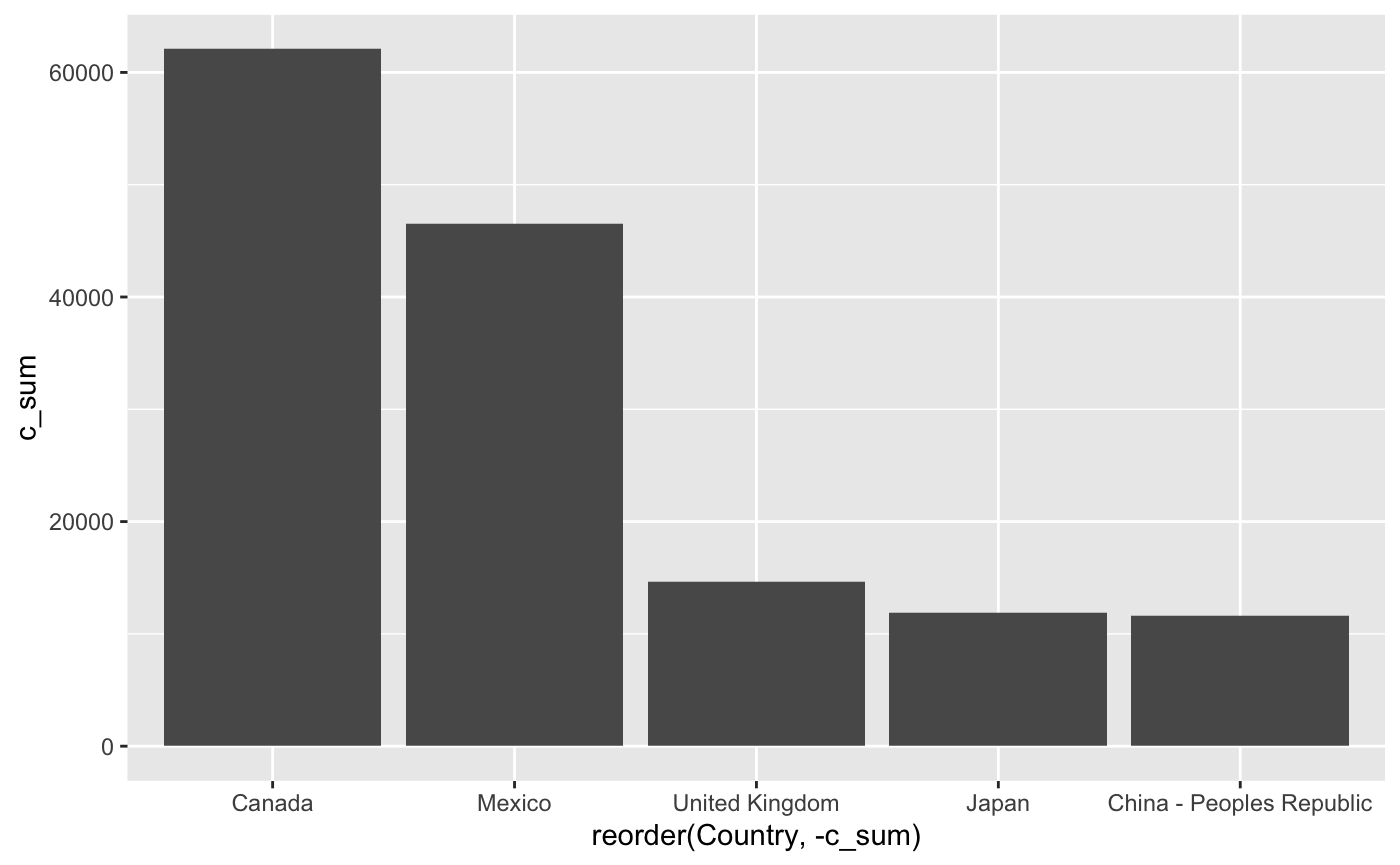 60000
40000
20000
0
c_sum
Canada Mexico United Kingdom Japan China - Peoples Republic
reorder(Country, -c_sum)